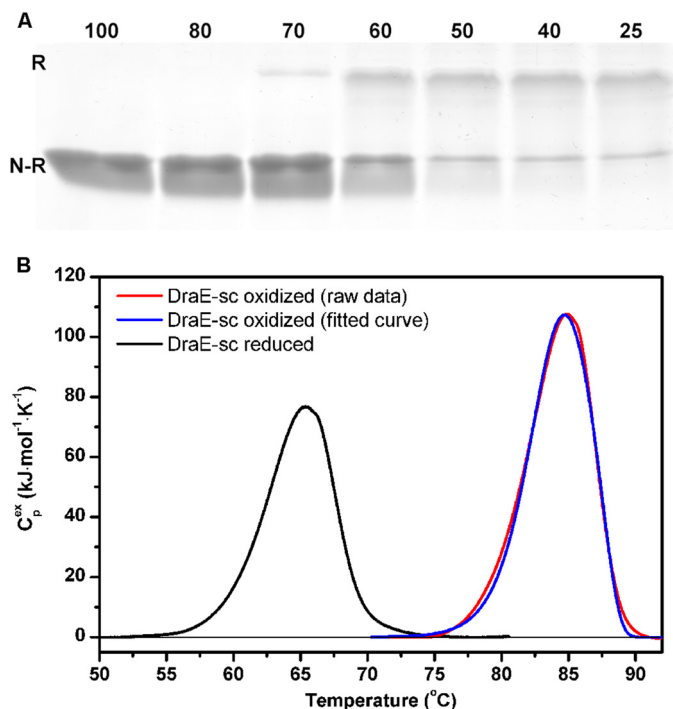 A
100 80 70 60 50 40 25
R
N-R
B
120
100
80
60
40
20
0
DraE-sc oxidized (raw data)
DraE-sc oxidized (fitted curve)
DraE-sc reduced
C_p^ex (kJ·mol⁻¹·K⁻¹)
50 55 60 65 70 75 80 85 90
Temperature (°C)